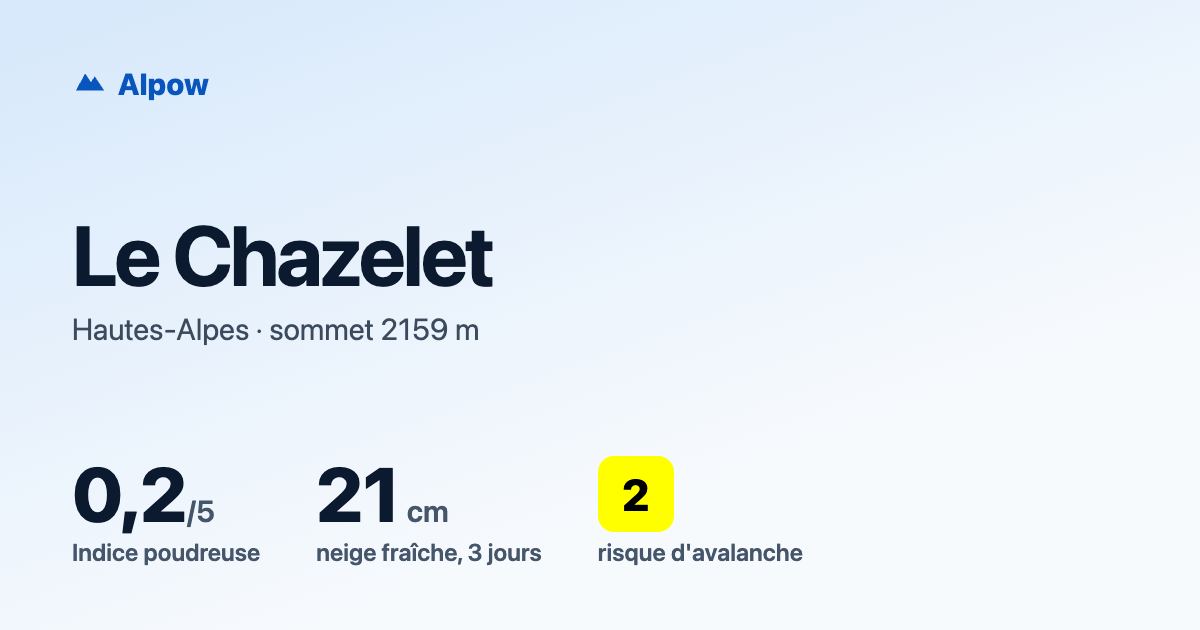 Alpow
Le Chazelet
Hautes-Alpes · sommet 2159 m
0,2/5
Indice poudreuse
21 cm
neige fraîche, 3 jours
2
risque d'avalanche